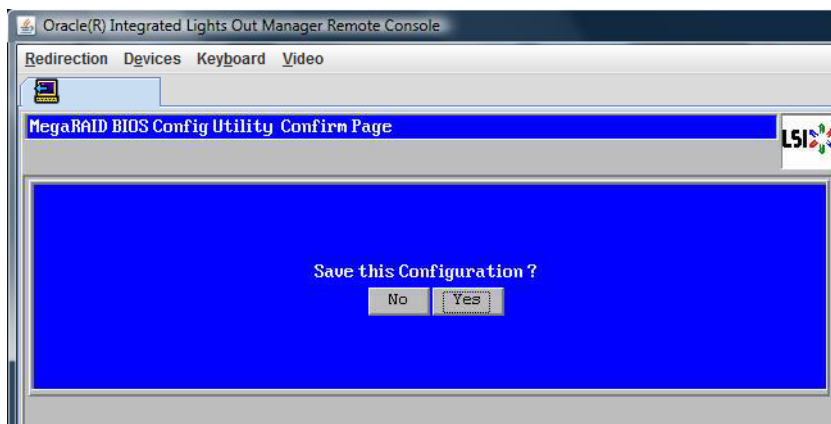 Oracle(R) Integrated Lights Out Manager Remote Console
Redirection Devices Keyboard Video
MegaRAID BIOS Config Utility Confirm Page
LSI
Save this Configuration ?
No Yes